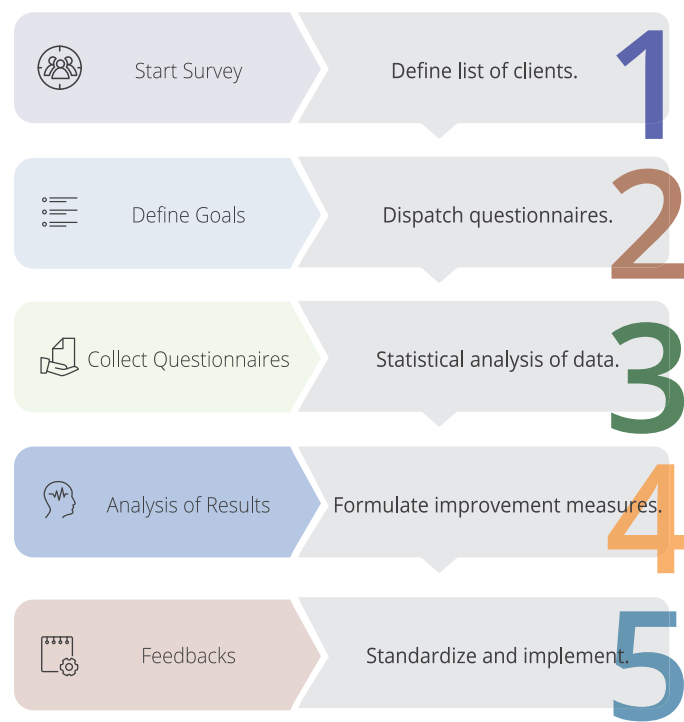 Start Survey
Define list of clients.
1
Define Goals
Dispatch questionnaires.
2
Collect Questionnaires
Statistical analysis of data.
3
Analysis of Results
Formulate improvement measures.
4
Feedbacks
Standardize and implement.
5